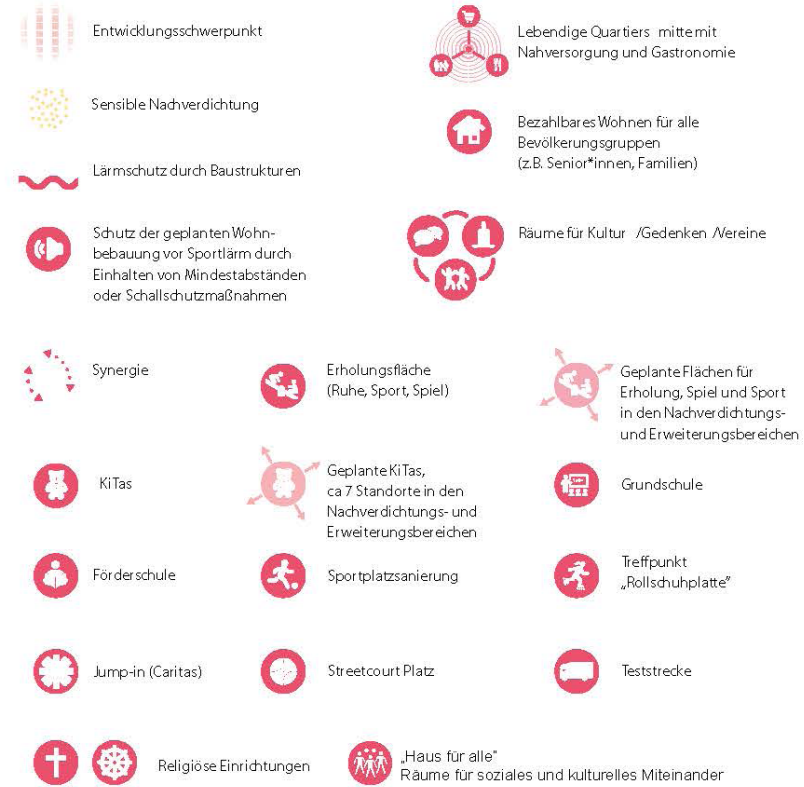 Entwicklungsschwerpunkt
Lebendige Quartiers mitte mit
Nahversorgung und Gastronomie
Sensible Nachverdichtung
Bezahlbares Wohnen für alle
Bevölkerungsgruppen
(z.B. Senior*innen, Familien)
Lärmschutz durch Baustrukturen
Schutz der geplanten Wohn-
bebauung vor Sportlärm durch
Einhalten von Mindestabständen
oder Schallschutzmaßnahmen
Räume für Kultur /Gedenken /Vereine
Synergie
Erholungsfläche
(Ruhe, Sport, Spiel)
Geplante Flächen für
Erholung, Spiel und Sport
in den Nachverdichtungs-
und Erweiterungsbereichen
KiTas
Geplante KiTas,
ca 7 Standorte in den
Nachverdichtungs- und
Erweiterungsbereichen
Grundschule
Förderschule
Sportplatzsanierung
Treffpunkt
„Rollschuhplatte“
Jump-in (Caritas)
Streetcourt Platz
Teststrecke
Religiöse Einrichtungen
„Haus für alle“
Räume für soziales und kulturelles Miteinander